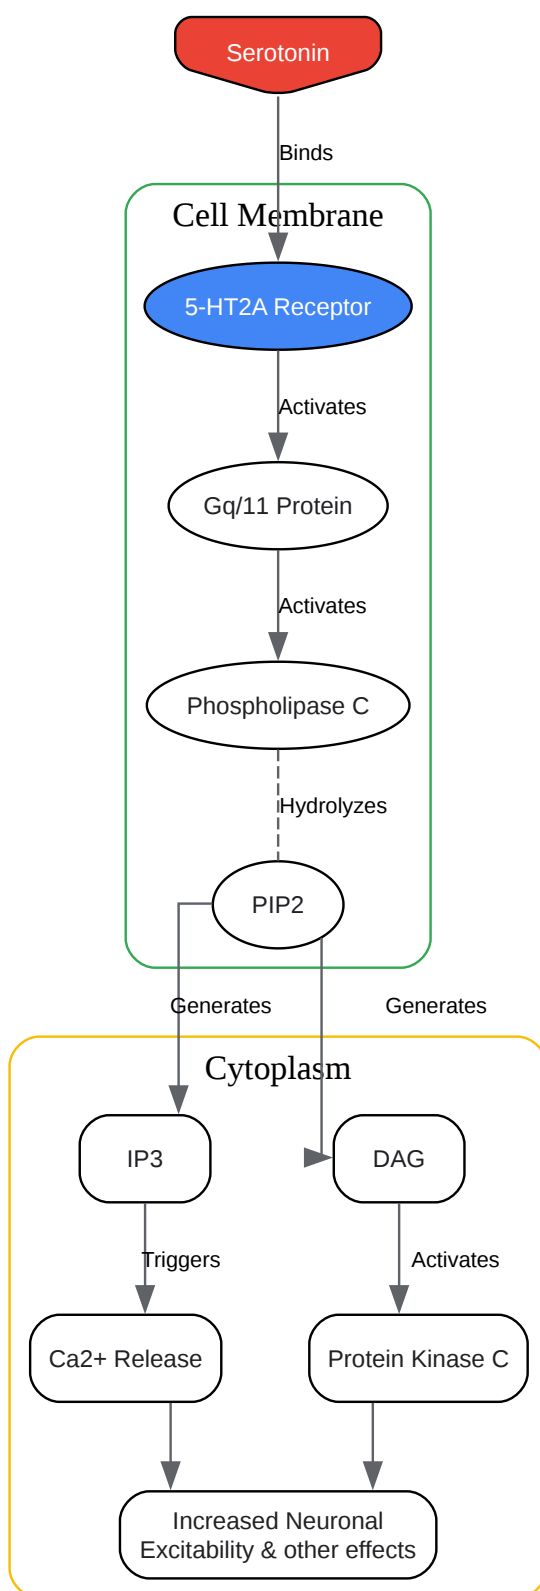 Serotonin
Binds
Cell Membrane
5-HT2A Receptor
Activates
Gq/11 Protein
Activates
Phospholipase C
Hydrolyzes
PIP2
Generates
Generates
Cytoplasm
IP3
DAG
Triggers
Activates
Ca2+ Release
Protein Kinase C
Increased Neuronal
Excitability & other effects